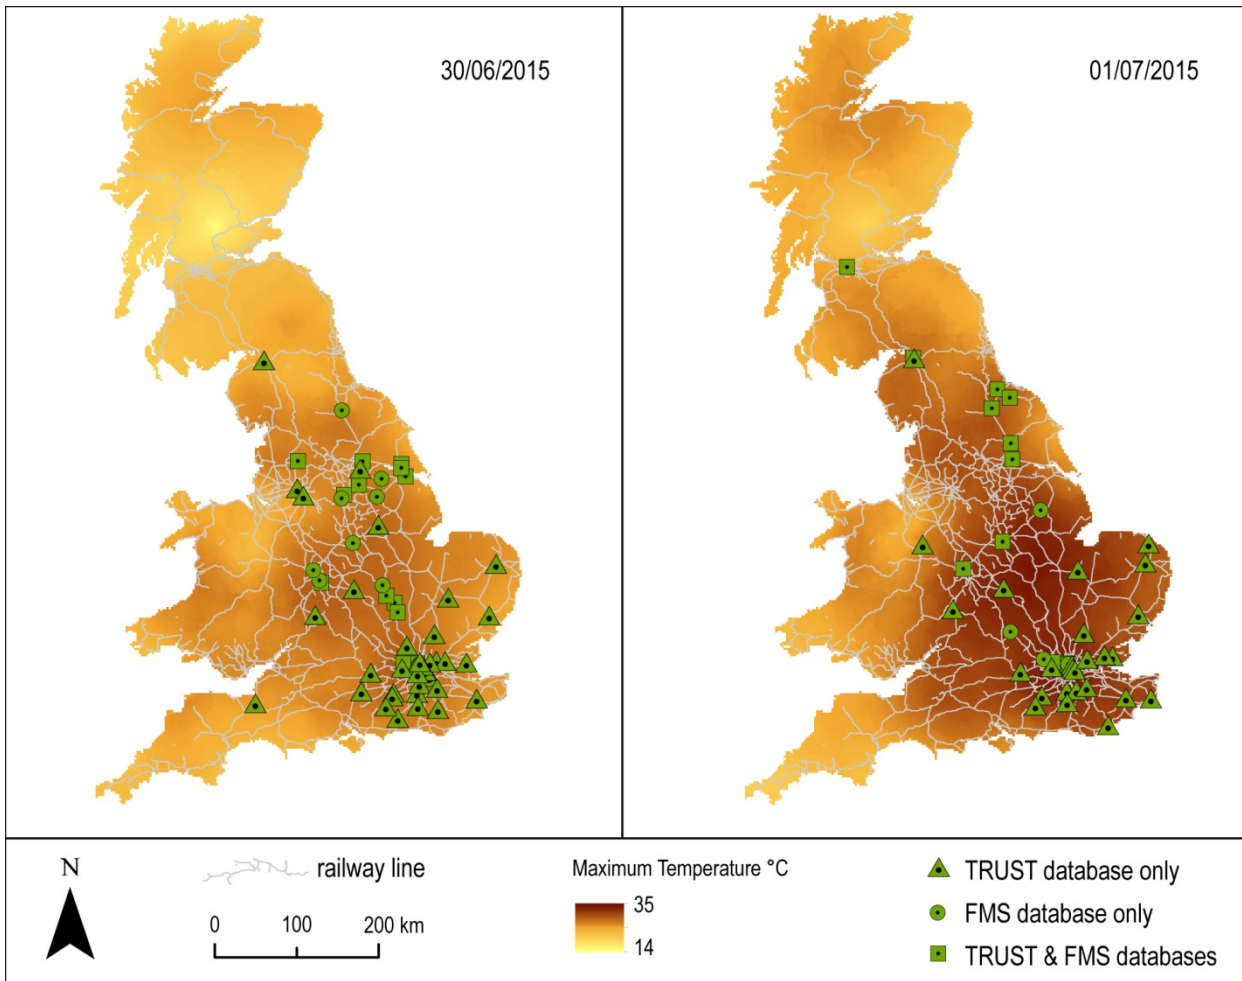 30/06/2015
01/07/2015
N
railway line
0 100 200 km
Maximum Temperature °C
35
14
TRUST database only
FMS database only
TRUST & FMS databases